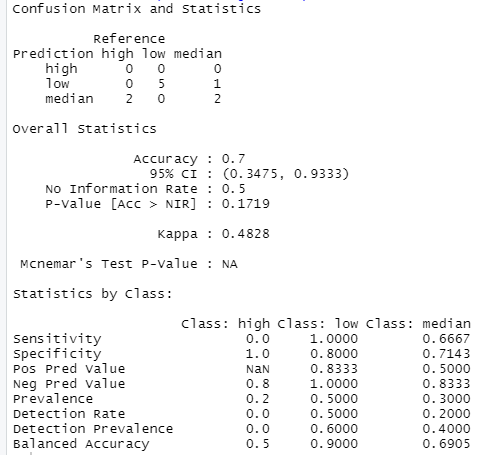 Confusion Matrix and Statistics
Reference
Prediction high low median
high 0 0 0
low 0 5 1
median 2 0 2
Overall Statistics
Accuracy : 0.7
95% CI : (0.3475, 0.9333)
No Information Rate : 0.5
P-Value [Acc > NIR] : 0.1719
Kappa : 0.4828
Mcnemar's Test P-Value : NA
Statistics by Class:
Class: high Class: low Class: median
Sensitivity 0.0 1.0000 0.6667
Specificity 1.0 0.8000 0.7143
Pos Pred Value NaN 0.8333 0.5000
Neg Pred Value 0.8 1.0000 0.8333
Prevalence 0.2 0.5000 0.3000
Detection Rate 0.0 0.5000 0.2000
Detection Prevalence 0.0 0.6000 0.4000
Balanced Accuracy 0.5 0.9000 0.6905